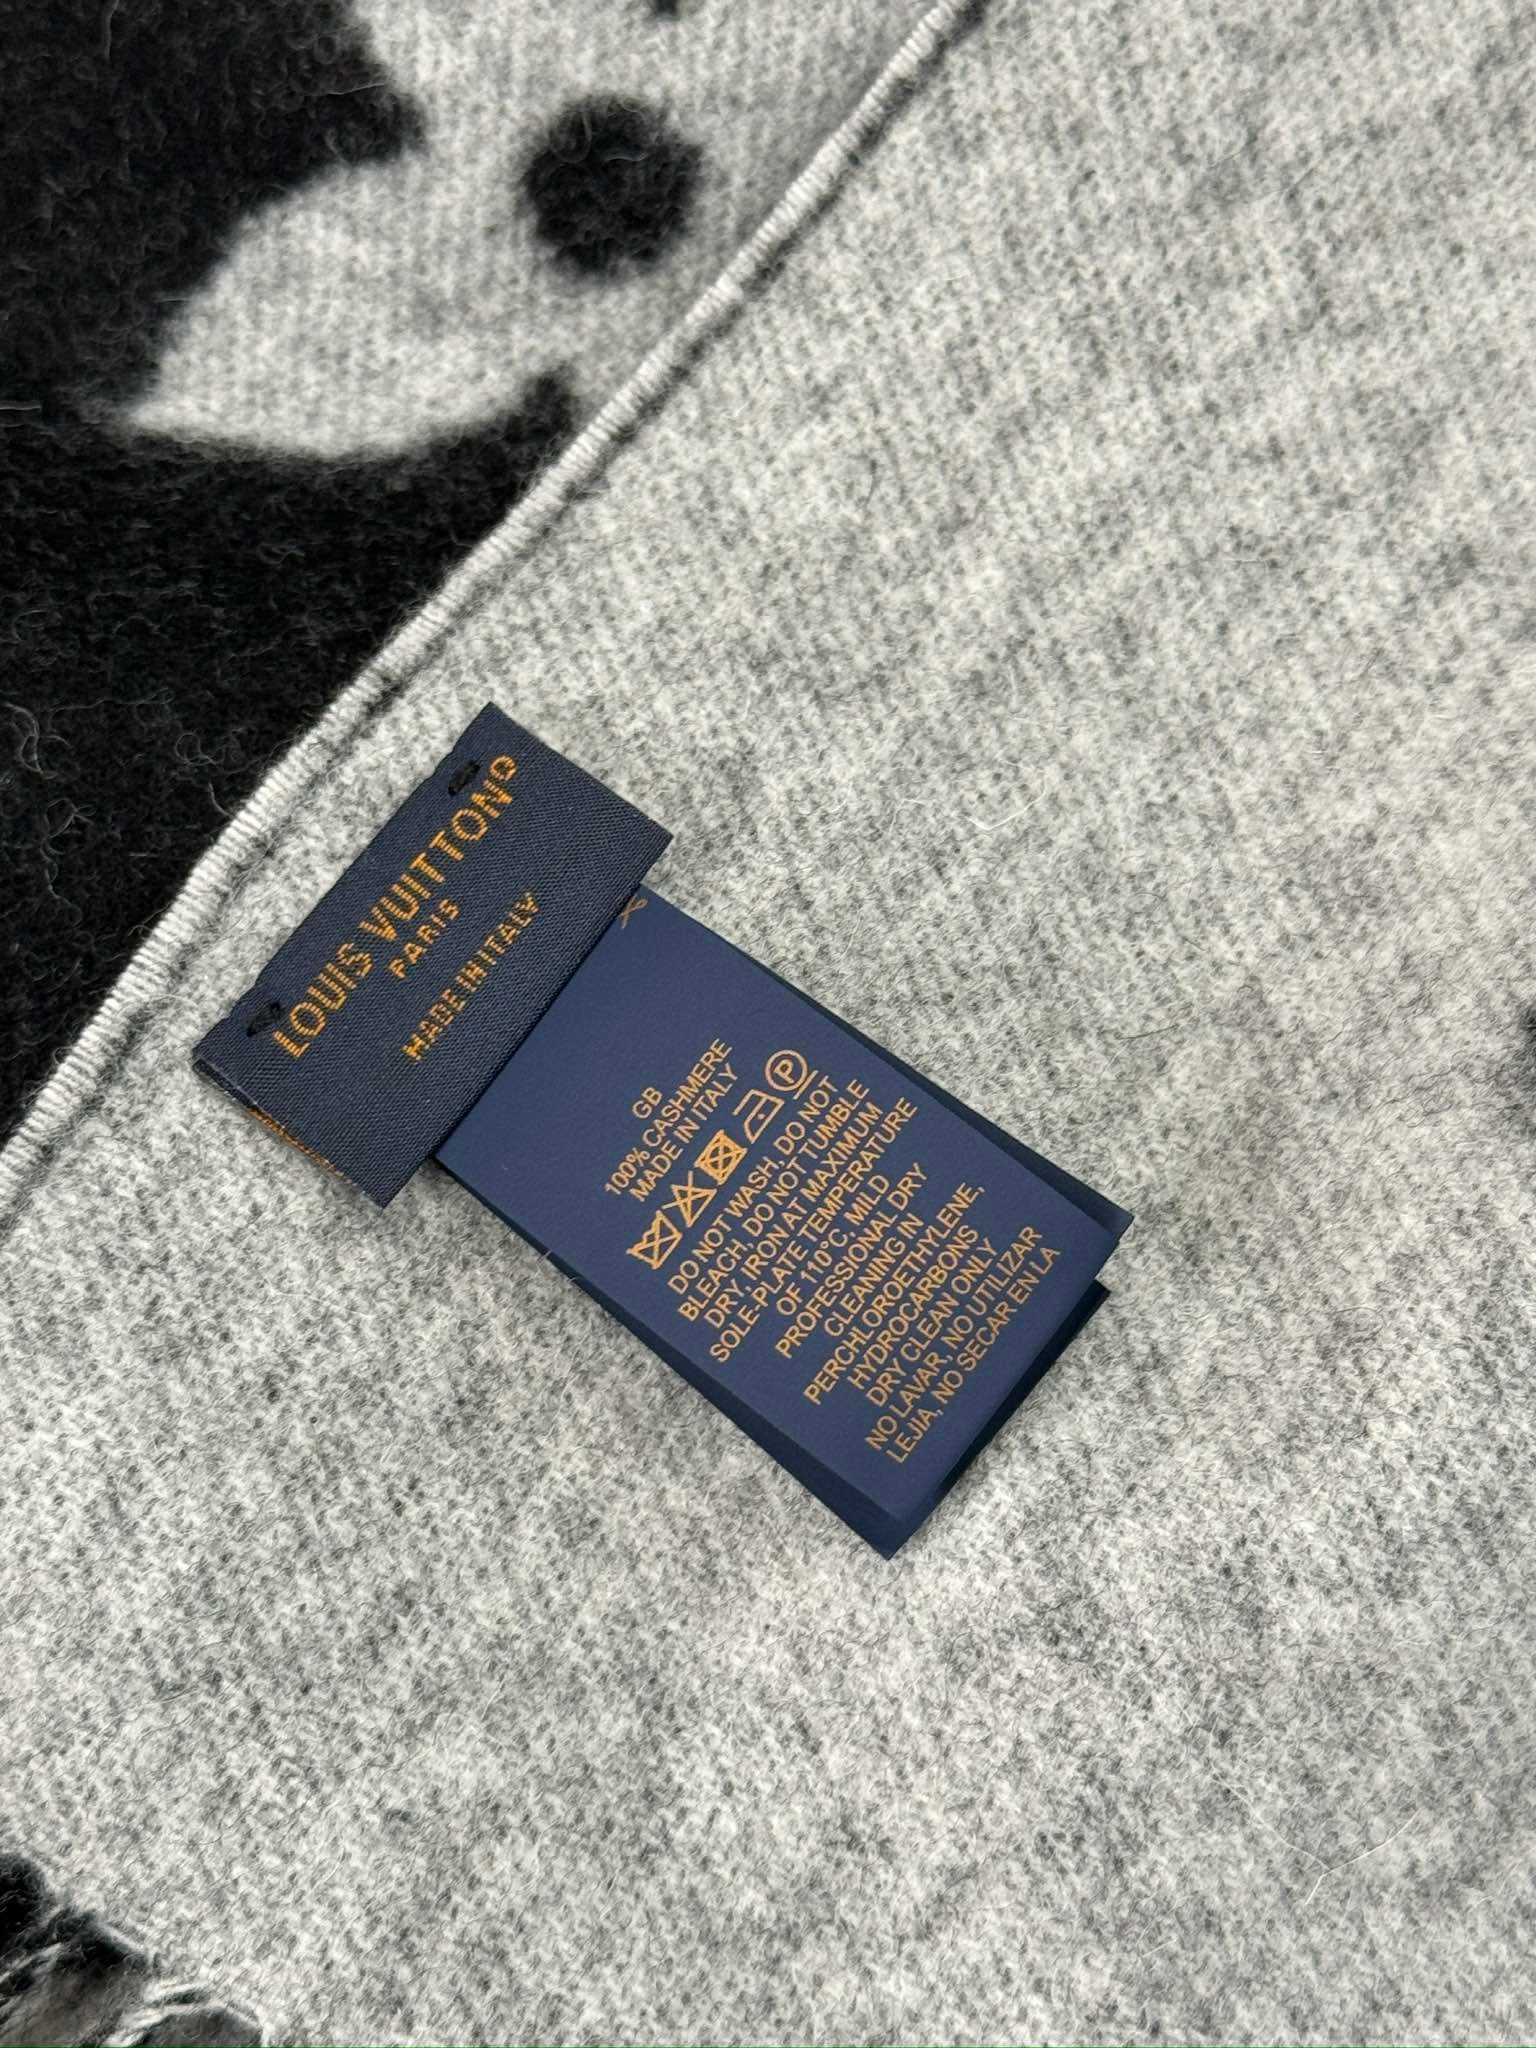 LOUIS VUITTON®
PARIS
MADE IN ITALY
GB
100% CASHMERE
MADE IN ITALY
P
DO NOT WASH, DO NOT
BLEACH, DO NOT TUMBLE
DRY, IRON AT MAXIMUM
SOLE-PLATE TEMPERATURE
OF 110°C, MILD
PROFESSIONAL DRY
CLEANING IN
PERCHLOROETHYLENE,
HYDROCARBONS
DRY CLEAN ONLY
NO LAVAR, NO UTILIZAR
LEJIA, NO SECAR EN LA